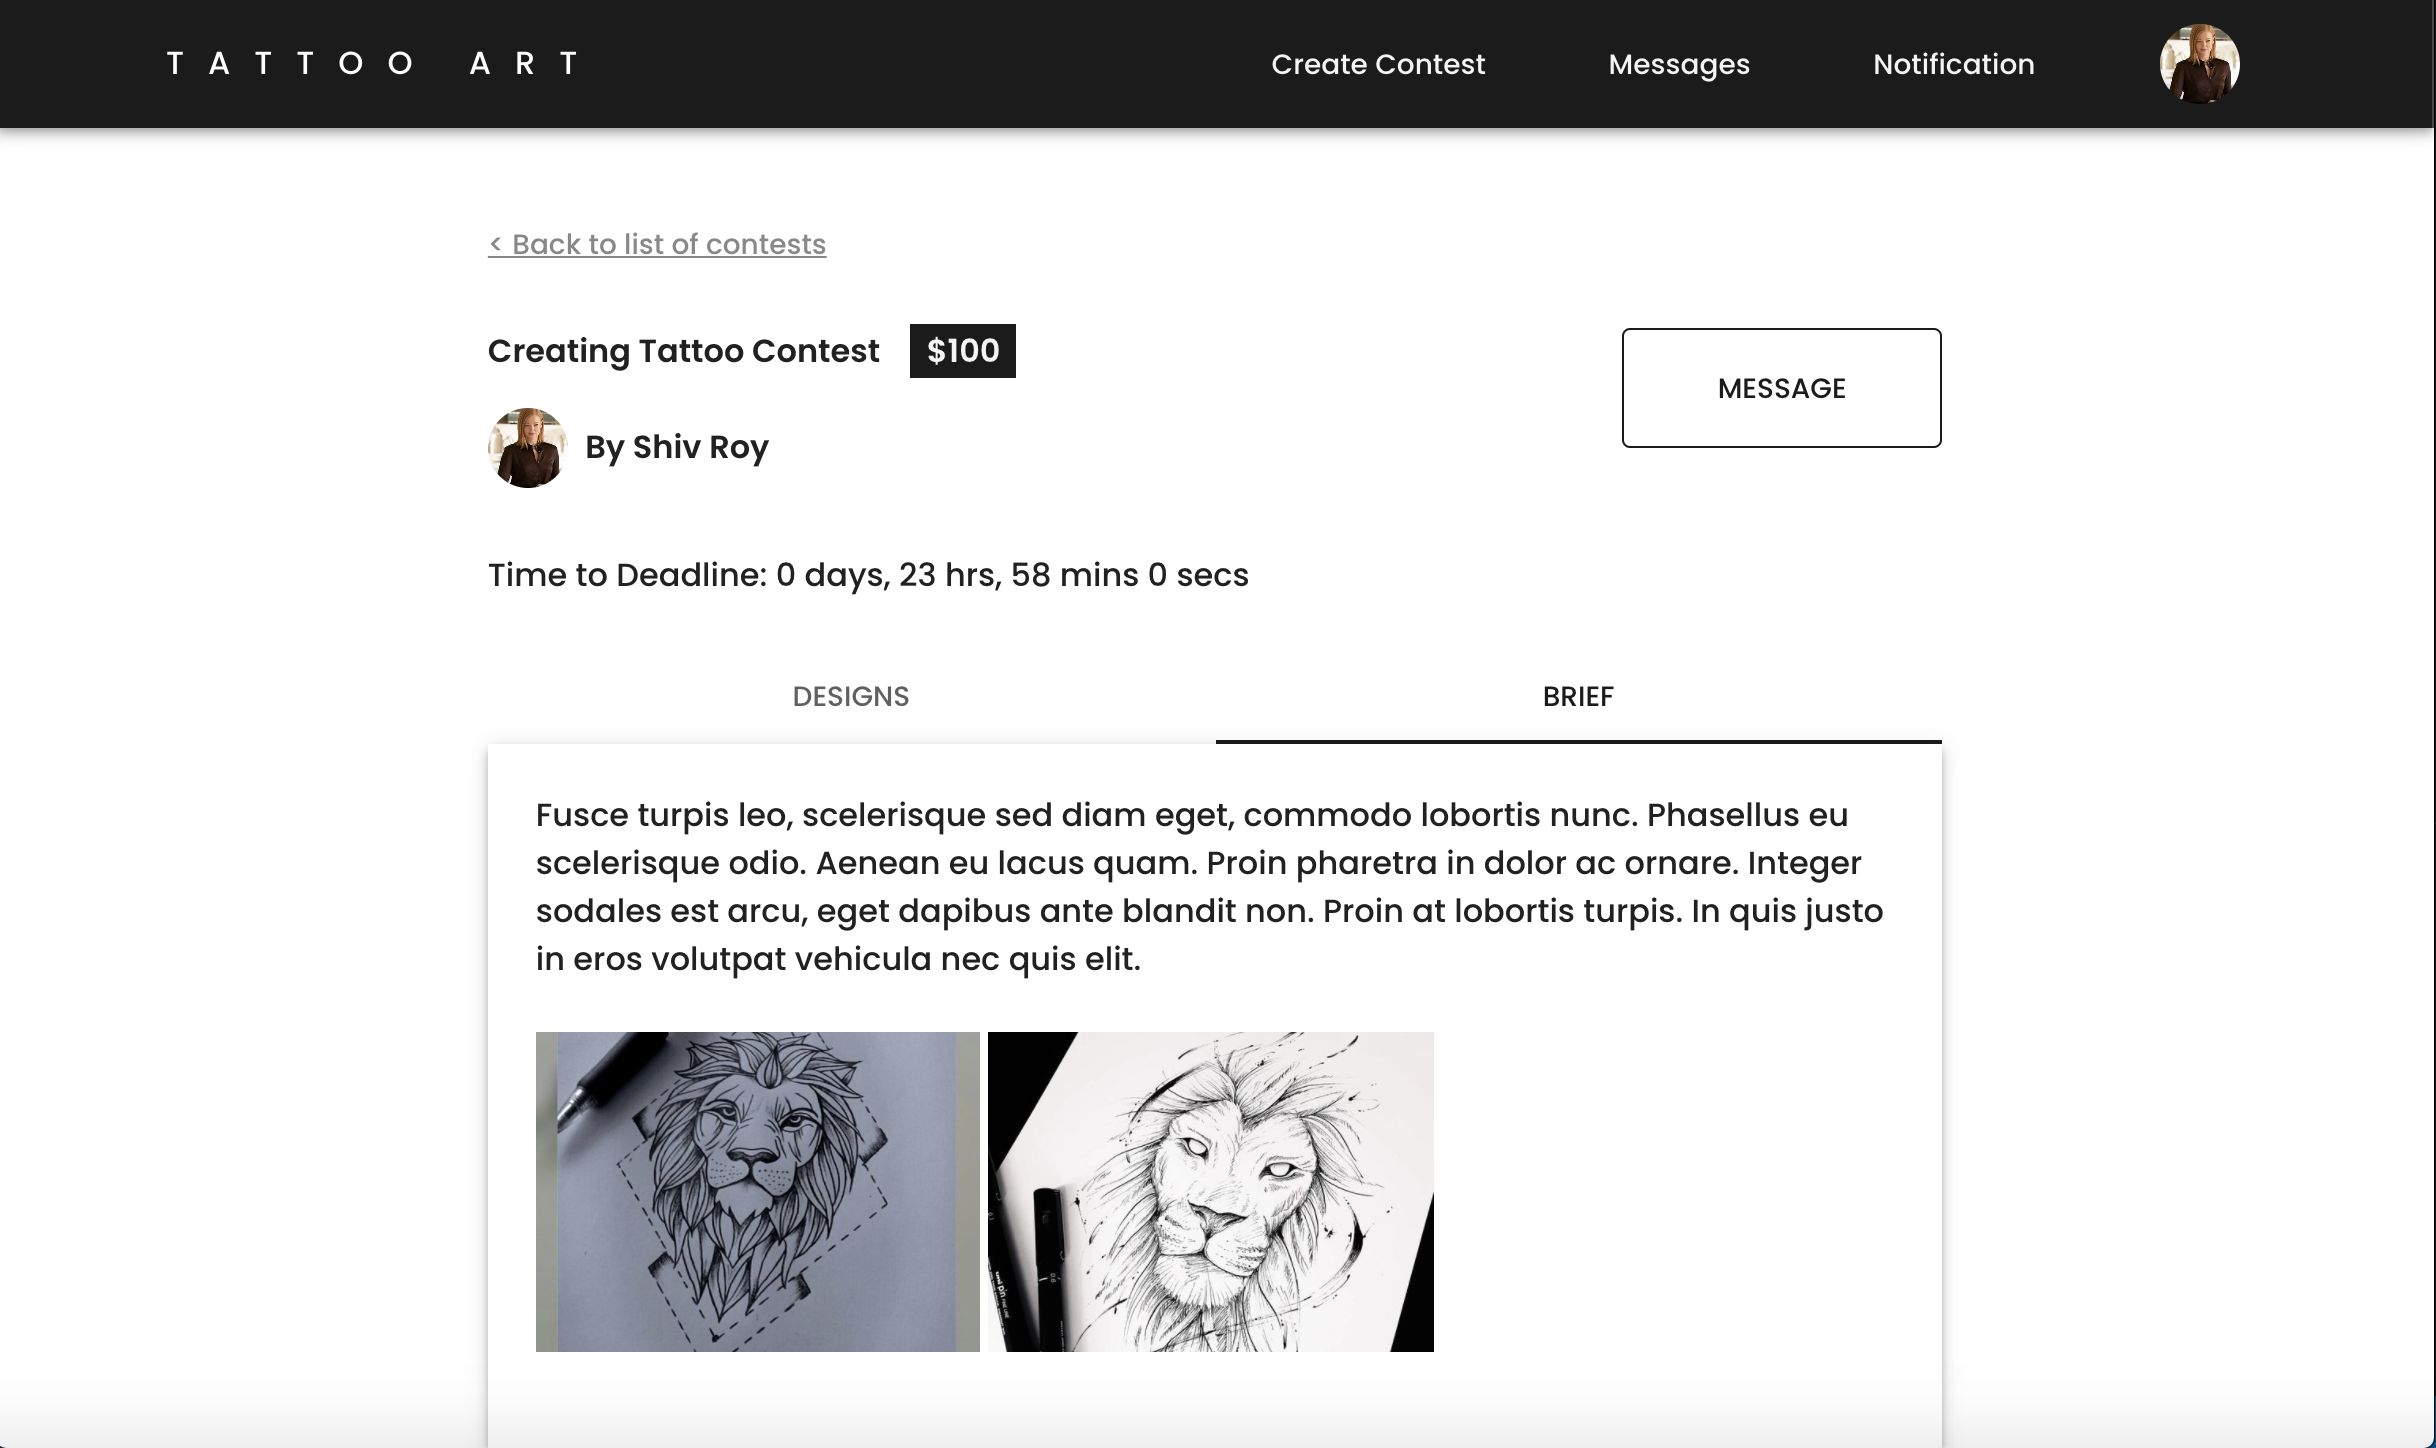 TATTOO ART
Create Contest
Messages
Notification
< Back to list of contests
Creating Tattoo Contest
$100
By Shiv Roy
MESSAGE
Time to Deadline: 0 days, 23 hrs, 58 mins 0 secs
DESIGNS
BRIEF
Fusce turpis leo, scelerisque sed diam eget, commodo lobortis nunc. Phasellus eu
scelerisque odio. Aenean eu lacus quam. Proin pharetra in dolor ac ornare. Integer
sodales est arcu, eget dapibus ante blandit non. Proin at lobortis turpis. In quis justo
in eros volutpat vehicula nec quis elit.